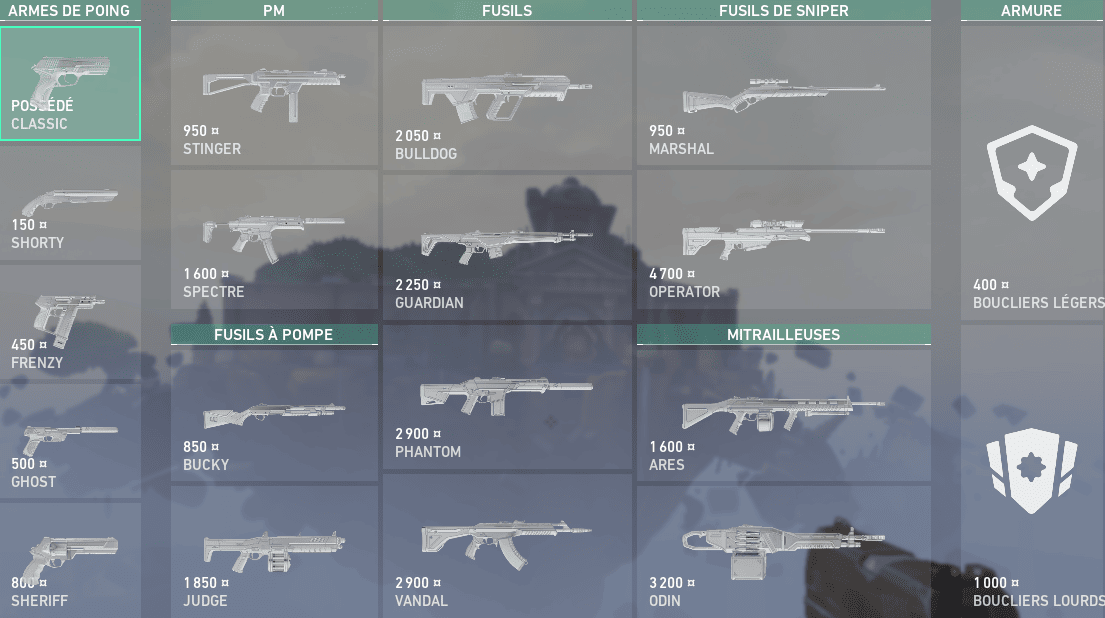 ARMES DE POING
POSSÉDÉ
CLASSIC
150 ¤
SHORTY
450 ¤
FRENZY
500 ¤
GHOST
800 ¤
SHERIFF
PM
950 ¤
STINGER
1 600 ¤
SPECTRE
FUSILS À POMPE
850 ¤
BUCKY
1 850 ¤
JUDGE
FUSILS
2 050 ¤
BULLDOG
2 250 ¤
GUARDIAN
2 900 ¤
PHANTOM
2 900 ¤
VANDAL
FUSILS DE SNIPER
950 ¤
MARSHAL
4 700 ¤
OPERATOR
MITRAILLEUSES
1 600 ¤
ARES
3 200 ¤
ODIN
ARMURE
400 ¤
BOUCLIERS LÉGERS
1 000 ¤
BOUCLIERS LOURDS